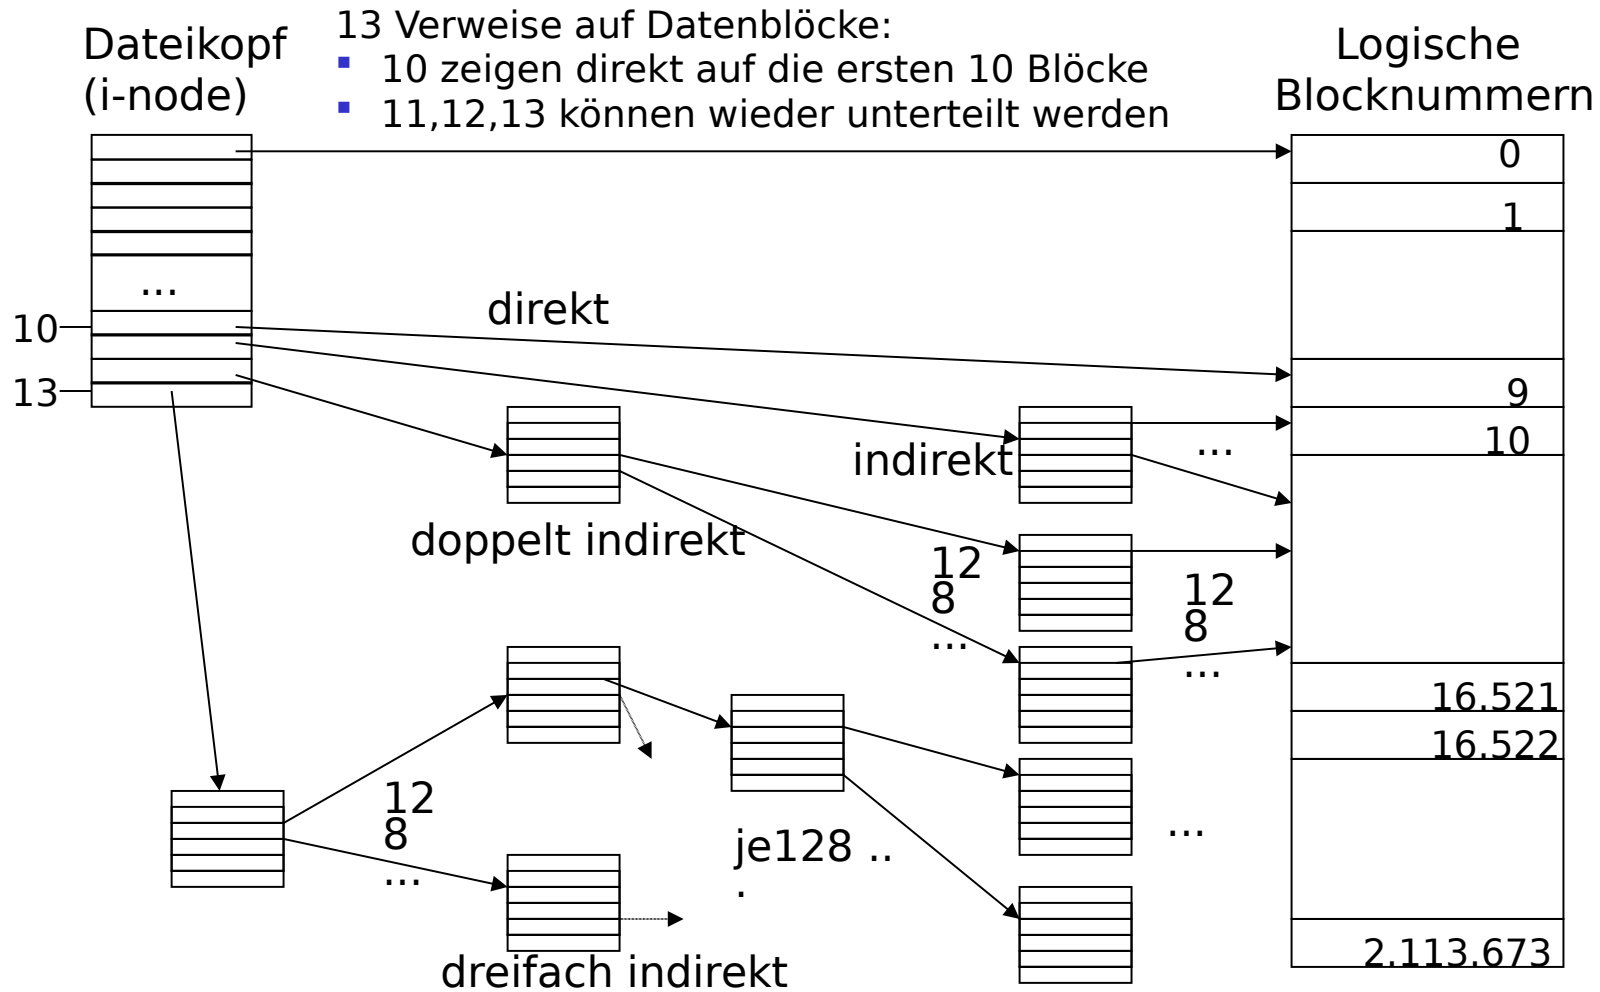 Dateikopf
(i-node)
13 Verweise auf Datenblöcke:
10 zeigen direkt auf die ersten 10 Blöcke
11,12,13 können wieder unterteilt werden
Logische
Blocknummern
0
1
...
direkt
10
13
9
10
indirekt
...
doppelt indirekt
12
8
...
12
8
...
16.521
16.522
12
8
...
je128 ..
.
...
dreifach indirekt
2.113.673